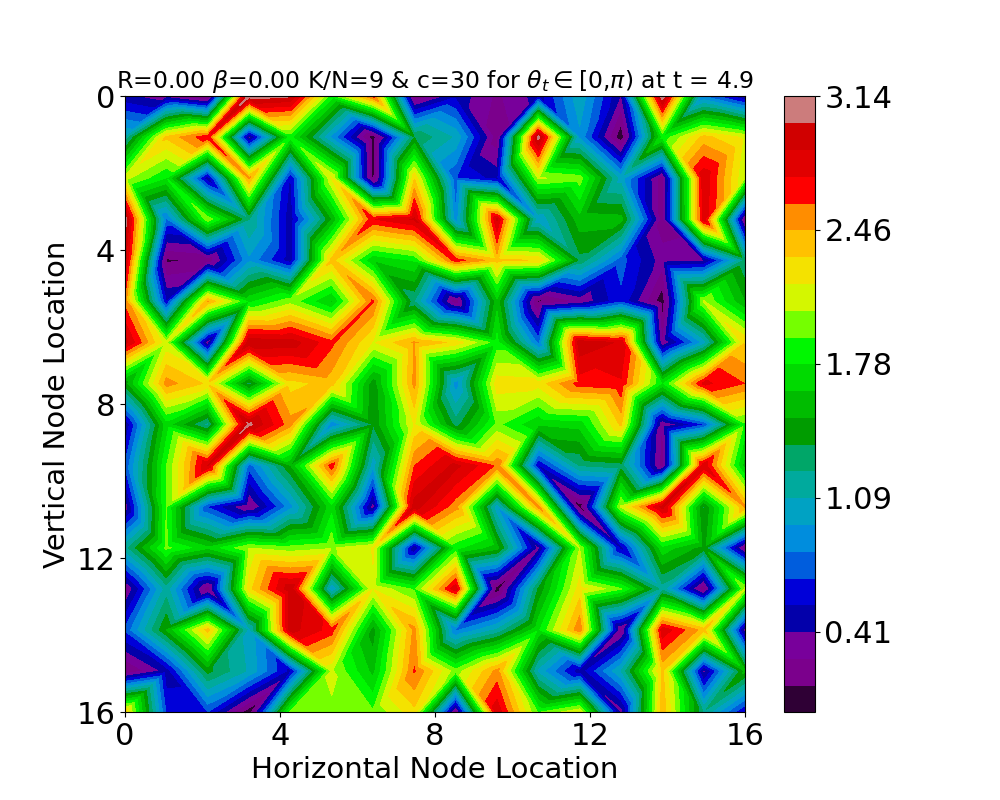 R=0.00 β=0.00 K/N=9 & c=30 for θₜ ∈ [0,π) at t = 4.9
0
4
8
12
16
Vertical Node Location
0 4 8 12 16
Horizontal Node Location
3.14
2.46
1.78
1.09
0.41